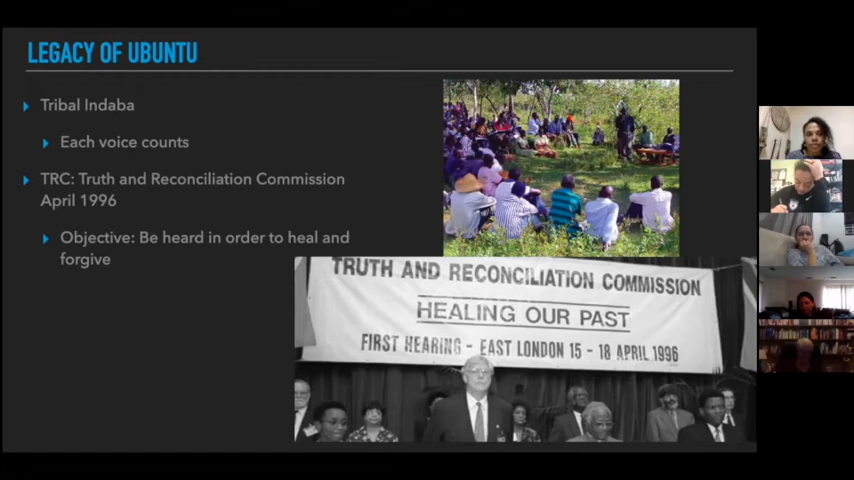 LEGACY OF UBUNTU
Tribal Indaba
Each voice counts
TRC: Truth and Reconciliation Commission
April 1996
Objective: Be heard in order to heal and
forgive
TRUTH AND RECONCILIATION COMMISSION
HEALING OUR PAST
FIRST HEARING - EAST LONDON 15 - 18 APRIL 1996